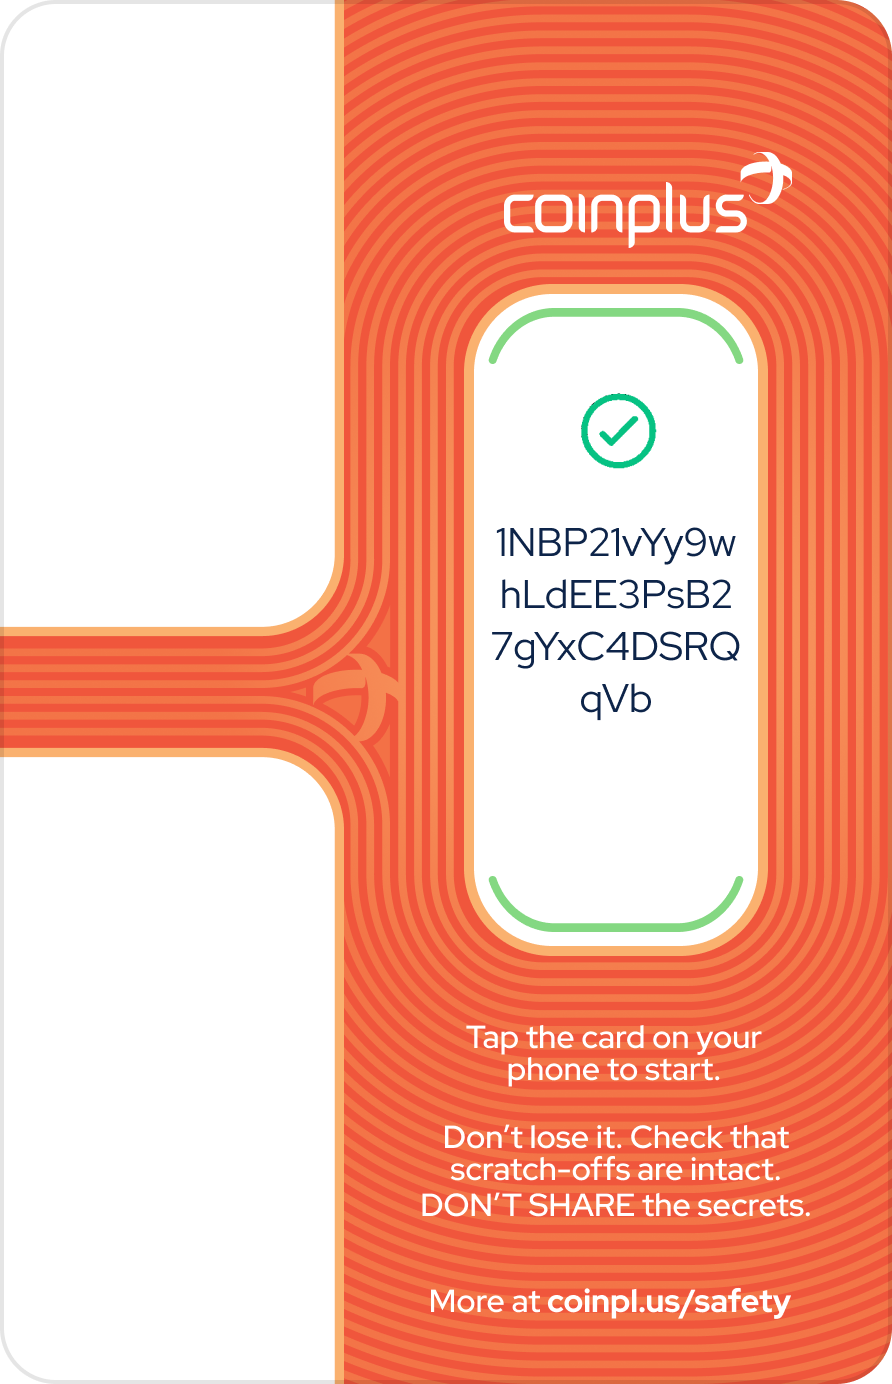 coinplus
1NBP21vYy9w
hLdEE3PsB2
7gYxC4DSRQ
qVb
Tap the card on your
phone to start.
Don’t lose it. Check that
scratch-offs are intact.
DON’T SHARE the secrets.
More at coinpl.us/safety